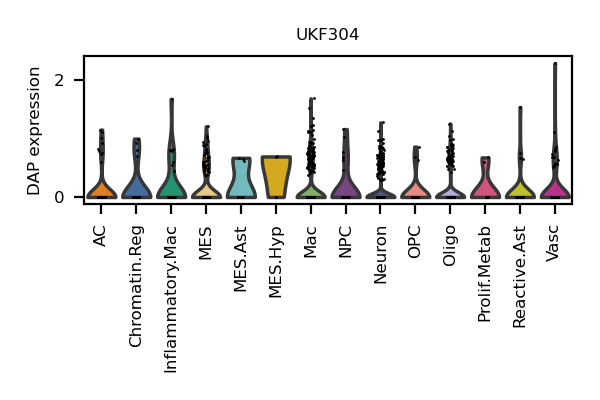 UKF304
DAP expression
2
0
AC
Chromatin.Reg
Inflammatory.Mac
MES
MES.Ast
MES.Hyp
Mac
NPC
Neuron
OPC
Oligo
Prolif.Metab
Reactive.Ast
Vasc